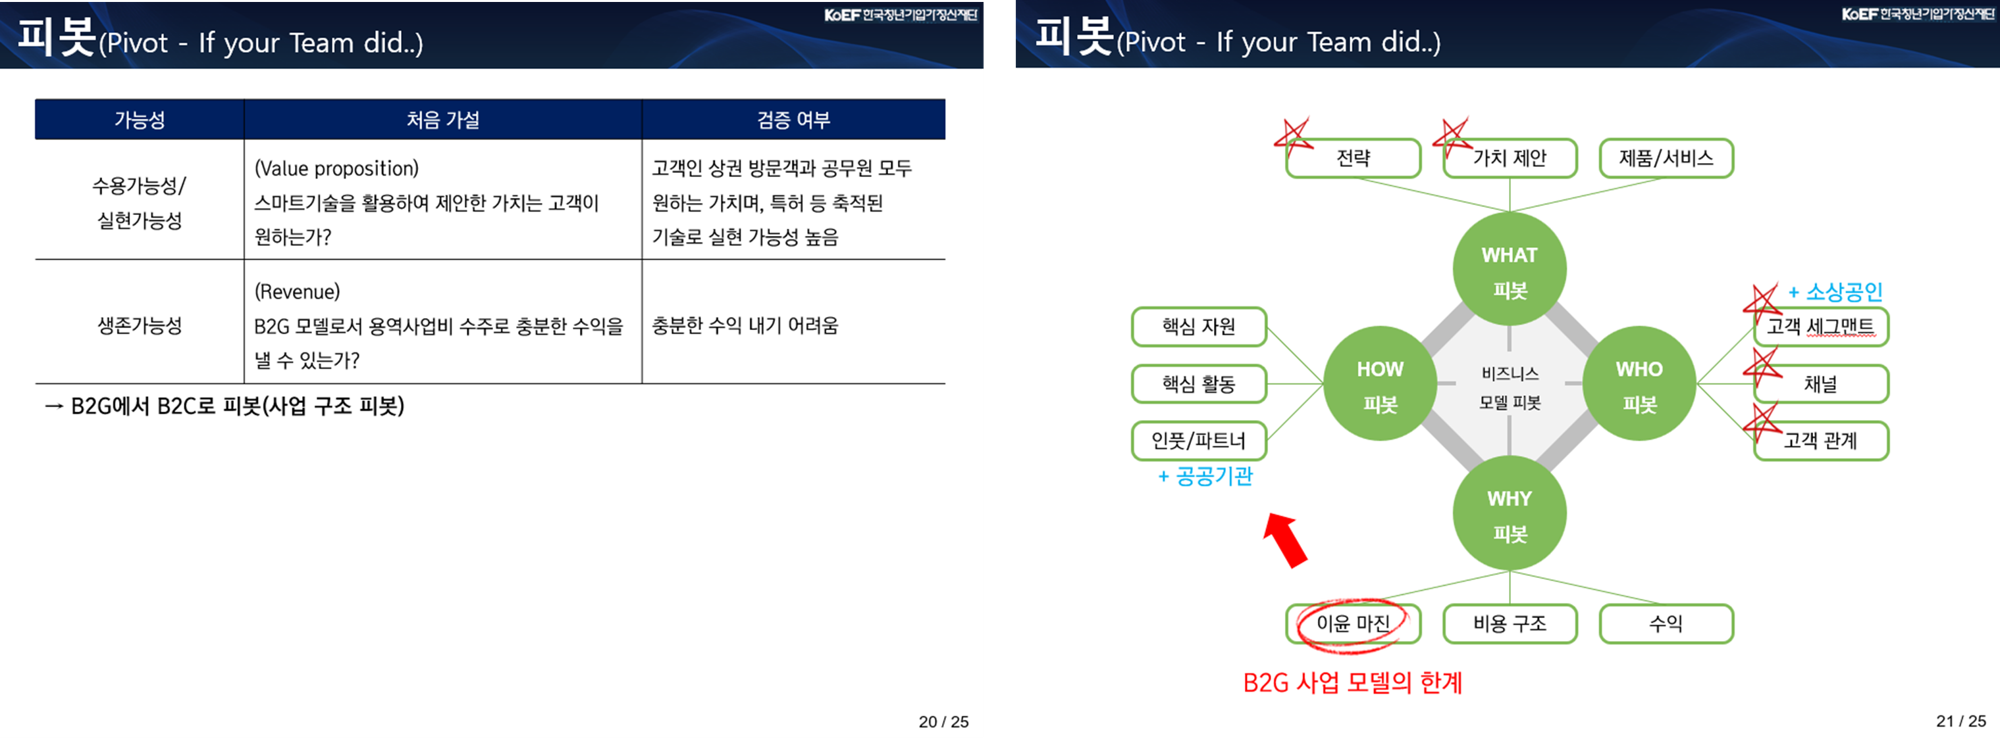 피봇(Pivot - If your Team did..)
KoEF 한국청년기업가정신재단
가능성
처음 가설
검증 여부
수용가능성/
실현가능성
(Value proposition)
스마트기술을 활용하여 제안한 가치는 고객이
원하는가?
고객인 상권 방문객과 공무원 모두
원하는 가치며, 특허 등 축적된
기술로 실현 가능성 높음
생존가능성
(Revenue)
B2G 모델로서 용역사업비 수주로 충분한 수익을
낼 수 있는가?
충분한 수익 내기 어려움
→ B2G에서 B2C로 피봇(사업 구조 피봇)
20 / 25
피봇(Pivot - If your Team did..)
KoEF 한국청년기업가정신재단
전략
가치 제안
제품/서비스
WHAT
피봇
핵심 자원
핵심 활동
인풋/파트너
+ 공공기관
HOW
피봇
비즈니스
모델 피봇
WHO
피봇
+ 소상공인
고객 세그맨트
채널
고객 관계
WHY
피봇
이윤 마진
비용 구조
수익
B2G 사업 모델의 한계
21 / 25